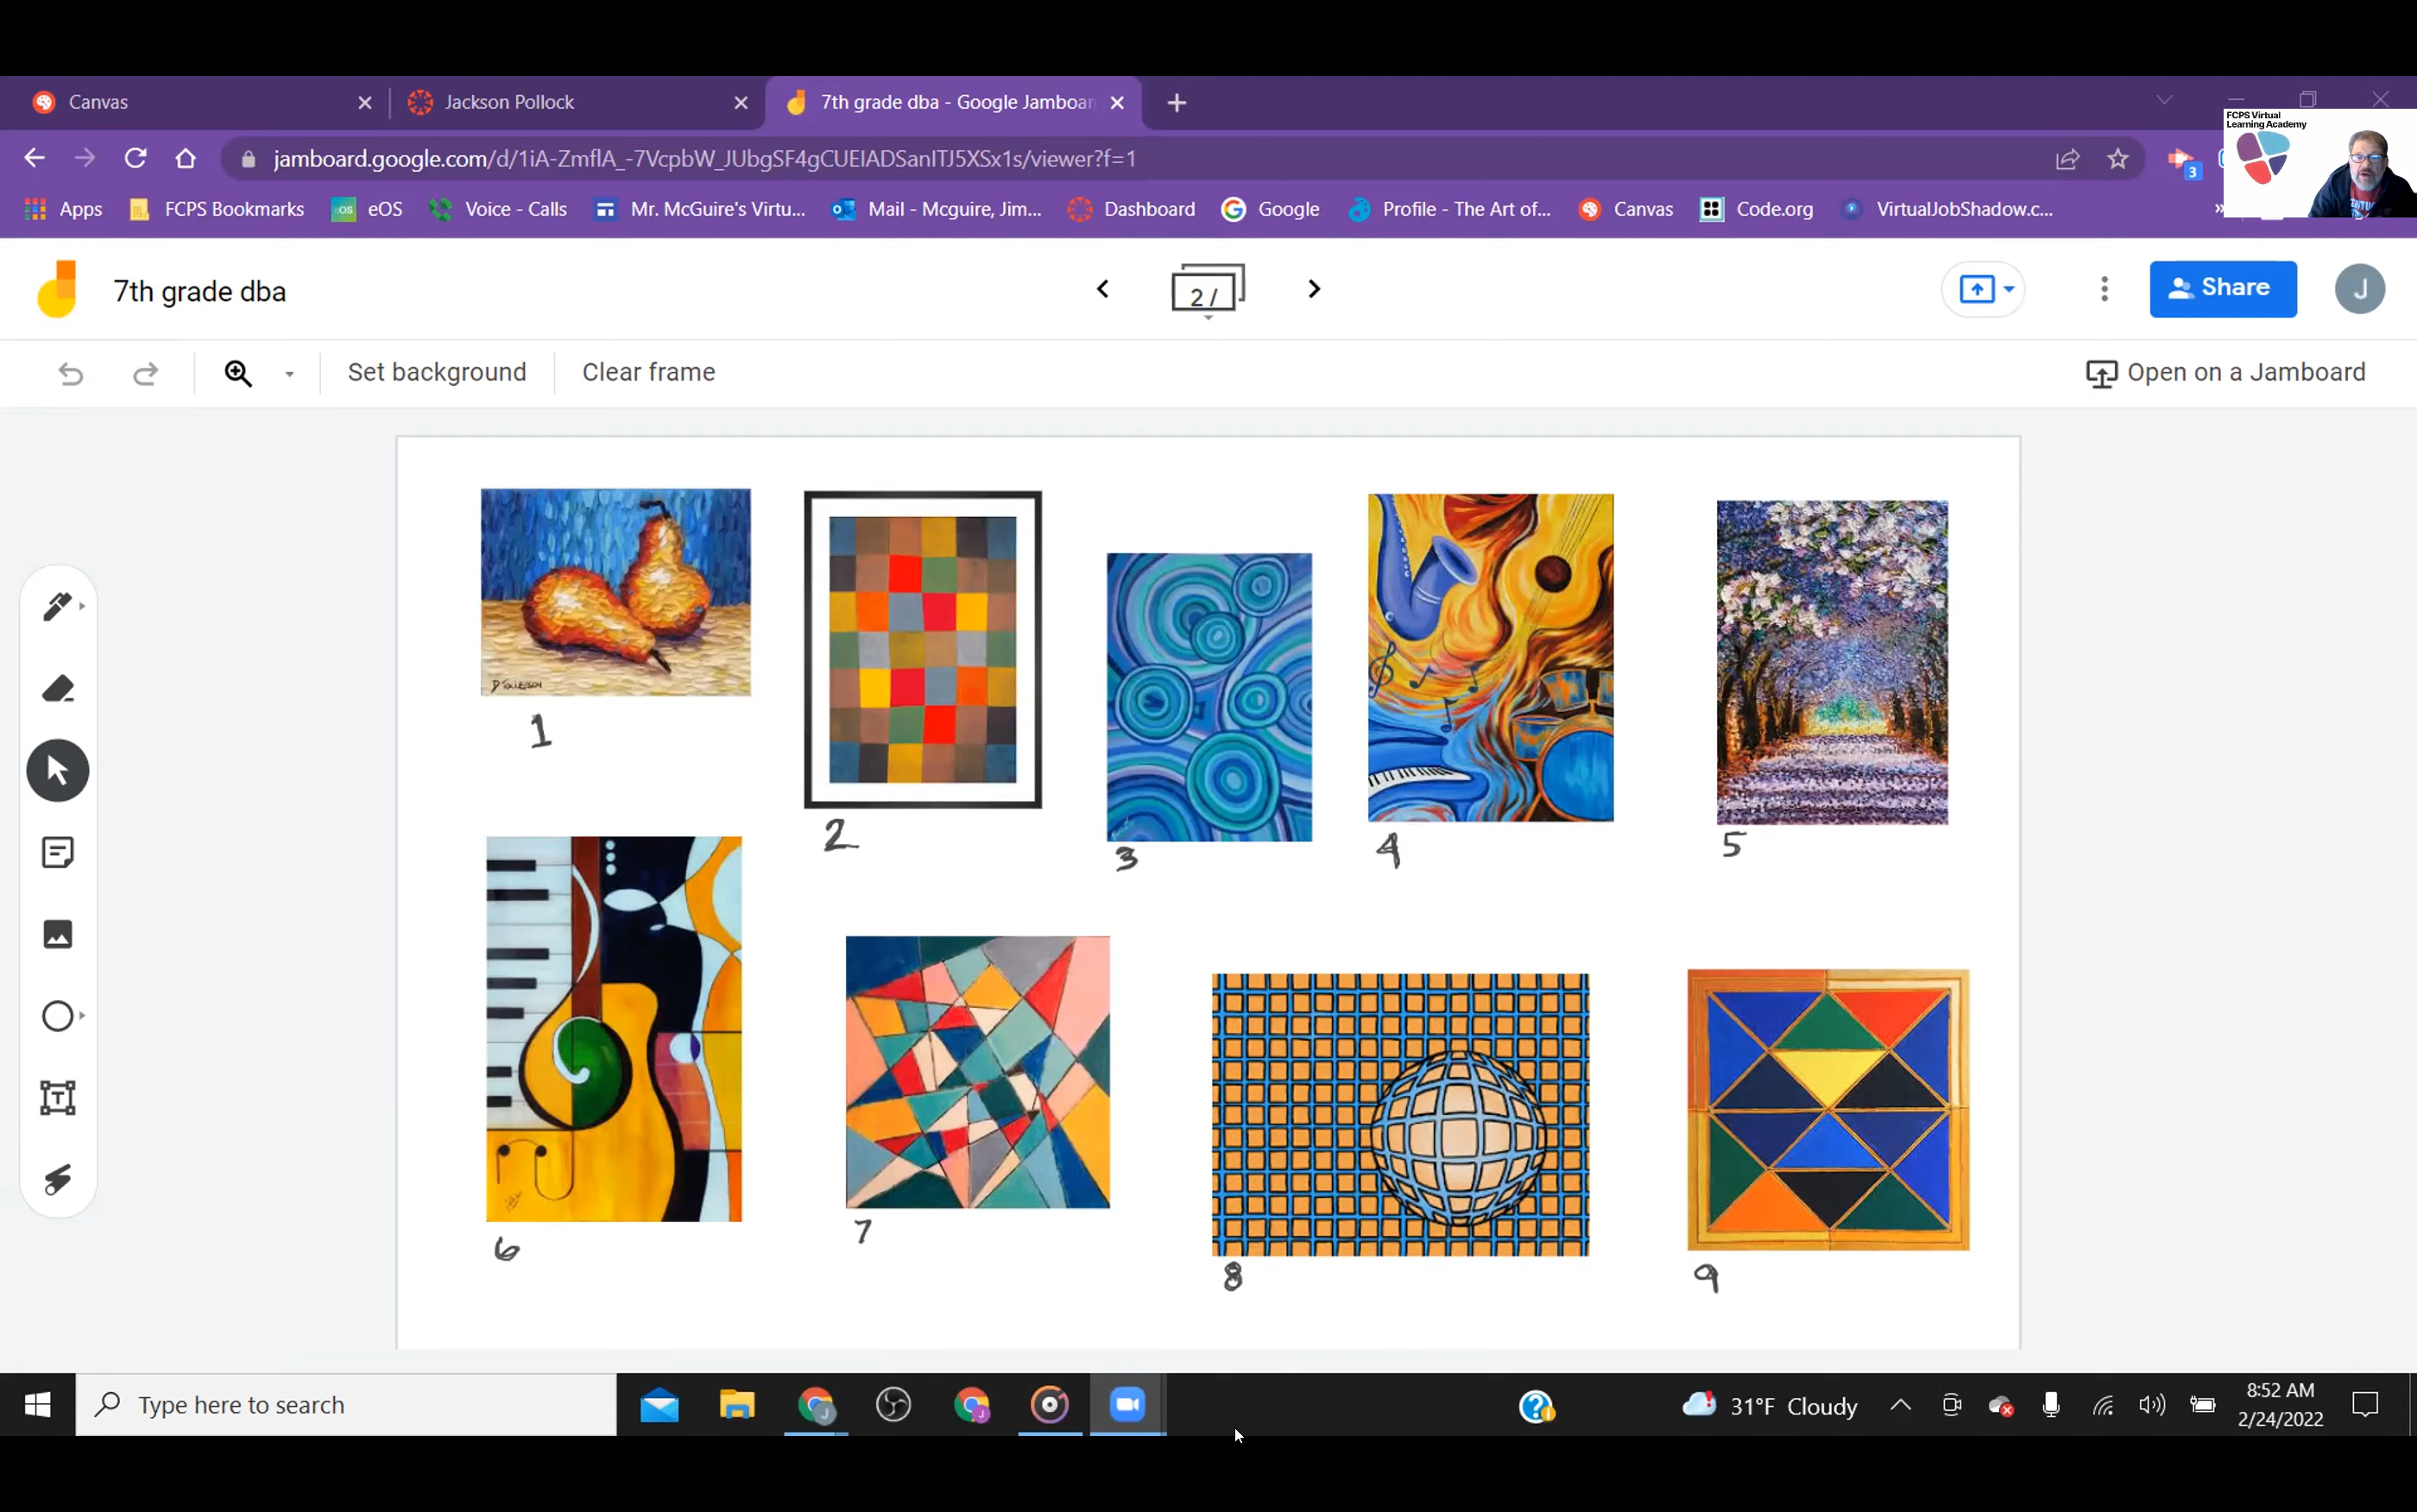 Canvas
Jackson Pollock
7th grade dba - Google Jamboar
FCPS Virtual
Learning Academy
jamboard.google.com/d/1iA-ZmflA_-7VcpbW_JUbgSF4gCUEIADSanITJ5XSx1s/viewer?f=1
3
Apps
FCPS Bookmarks
eOS
Voice - Calls
Mr. McGuire's Virtu...
Mail - Mcguire, Jim...
Dashboard
Google
Profile - The Art of...
Canvas
Code.org
VirtualJobShadow.c...
»
7th grade dba
2 /
Share
J
Set background
Clear frame
Open on a Jamboard
1
2
3
4
5
6
7
8
9
Type here to search
31°F Cloudy
8:52 AM
2/24/2022